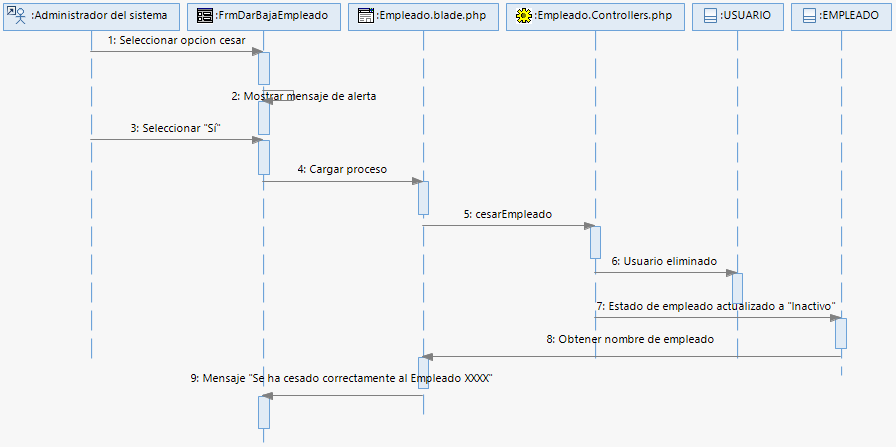 :Administrador del sistema
:FrmDarBajaEmpleado
:Empleado.blade.php
:Empleado.Controllers.php
:USUARIO
:EMPLEADO
1: Seleccionar opcion cesar
2: Mostrar mensaje de alerta
3: Seleccionar "Sí"
4: Cargar proceso
5: cesarEmpleado
6: Usuario eliminado
7: Estado de empleado actualizado a "Inactivo"
8: Obtener nombre de empleado
9: Mensaje "Se ha cesado correctamente al Empleado XXXX"